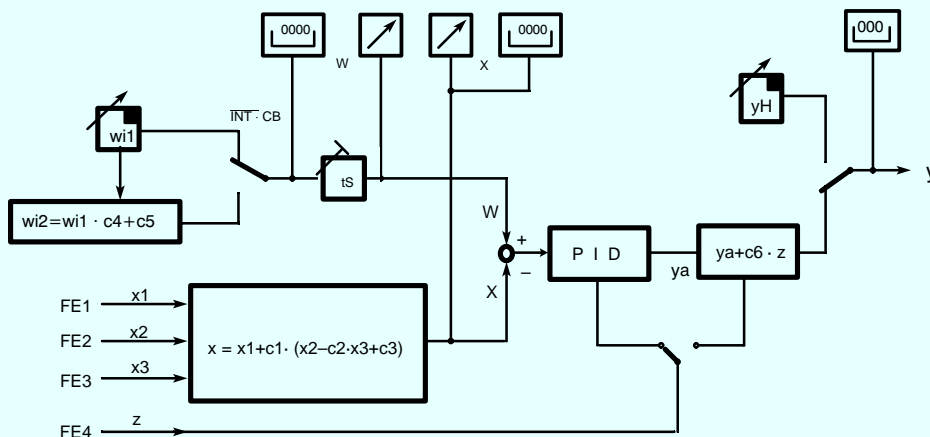 0000
W
X
0000
000
INT · CB
wi1
yH
tS
y
wi2=wi1 · c4+c5
W
+
P I D
ya
ya+c6 · z
−
X
FE1
x1
FE2
x2
x = x1+c1· (x2−c2·x3+c3)
FE3
x3
FE4
z